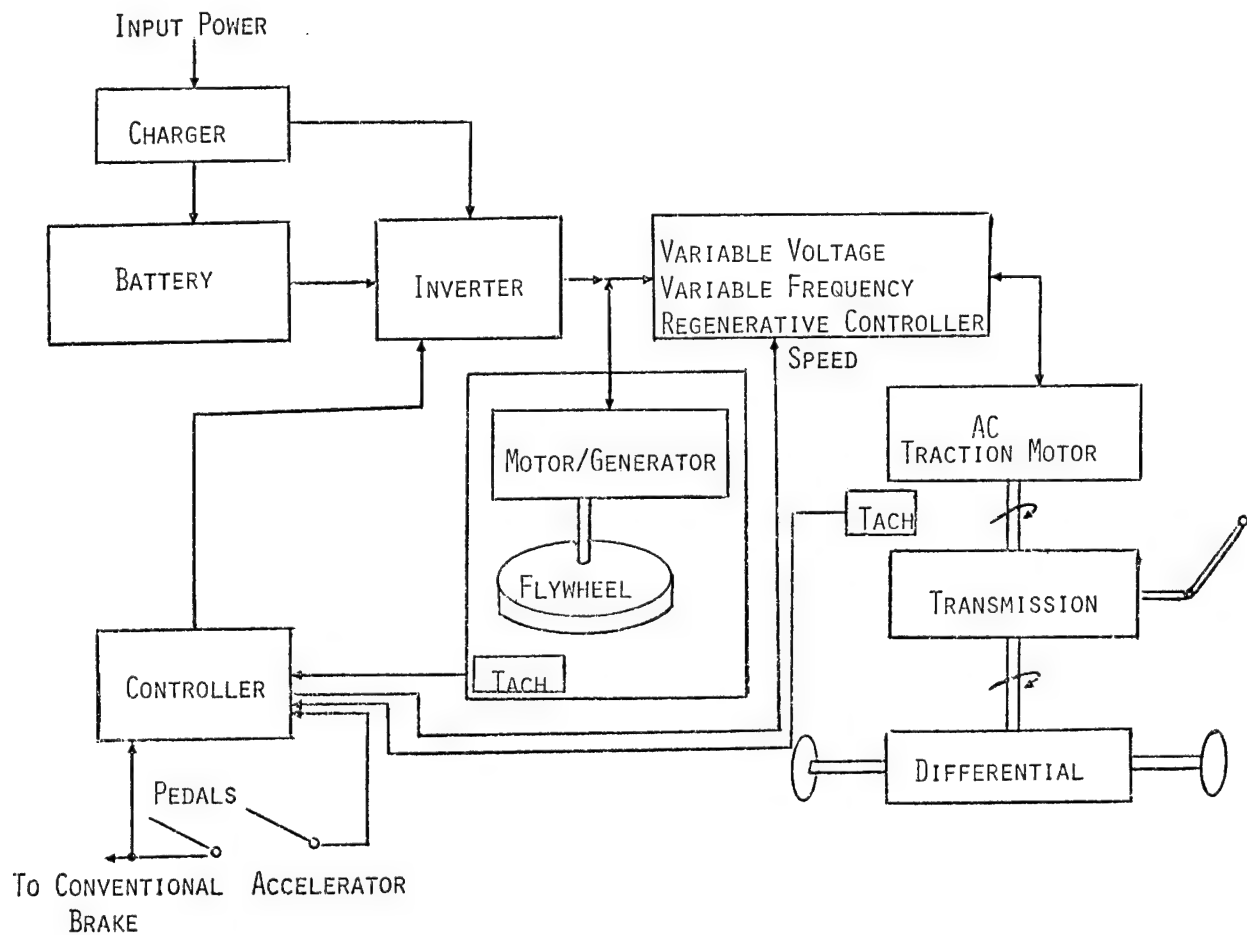 INPUT POWER
CHARGER
BATTERY
INVERTER
VARIABLE VOLTAGE
VARIABLE FREQUENCY
REGENERATIVE CONTROLLER
SPEED
MOTOR/GENERATOR
FLYWHEEL
TACH
AC
TRACTION MOTOR
TACH
TRANSMISSION
DIFFERENTIAL
CONTROLLER
PEDALS
TO CONVENTIONAL
BRAKE
ACCELERATOR